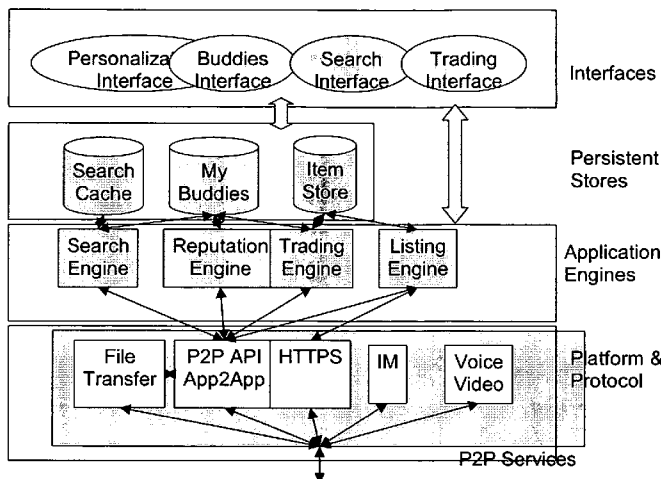 Personaliza
Interface
Buddies
Interface
Search
Interface
Trading
Interface
Interfaces
Search
Cache
My
Buddies
Item
Store
Persistent
Stores
Search
Engine
Reputation
Engine
Trading
Engine
Listing
Engine
Application
Engines
File
Transfer
P2P API
App2App
HTTPS
IM
Voice
Video
Platform &
Protocol
P2P Services